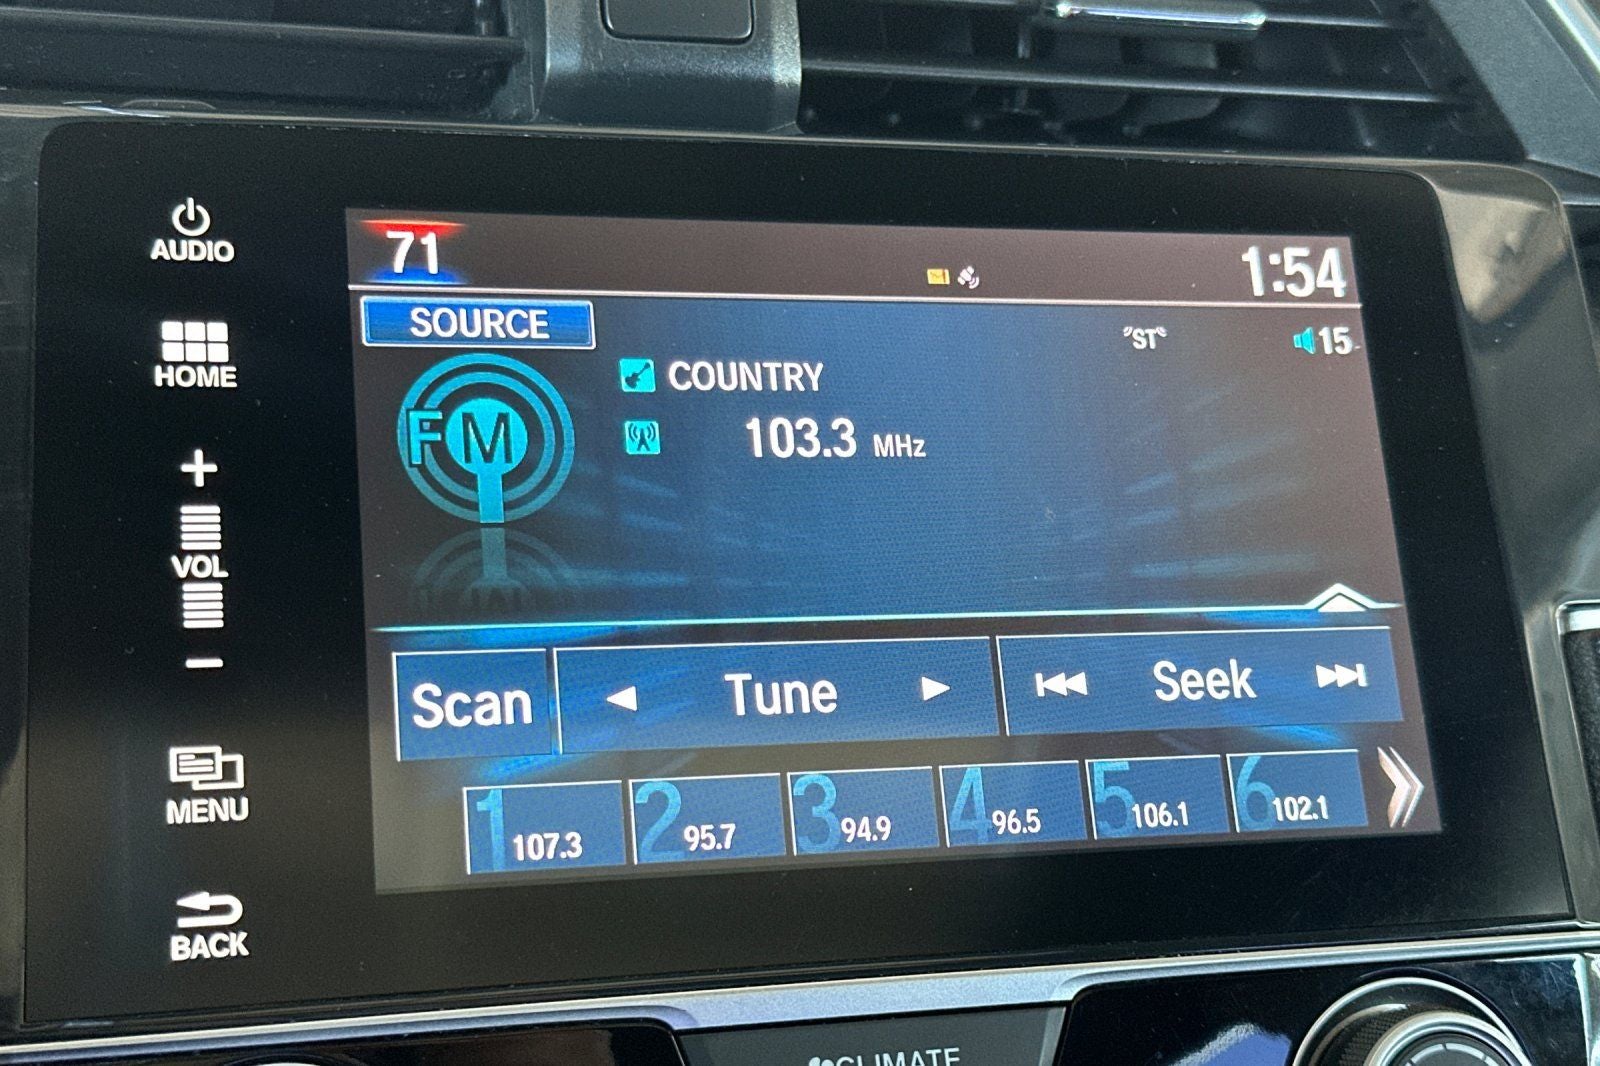 AUDIO
71
1:54
SOURCE
"ST"
15
HOME
COUNTRY
FM
103.3 MHz
+
VOL
−
Scan
Tune
Seek
MENU
1 107.3
2 95.7
3 94.9
4 96.5
5 106.1
6 102.1
BACK
CLIMATE